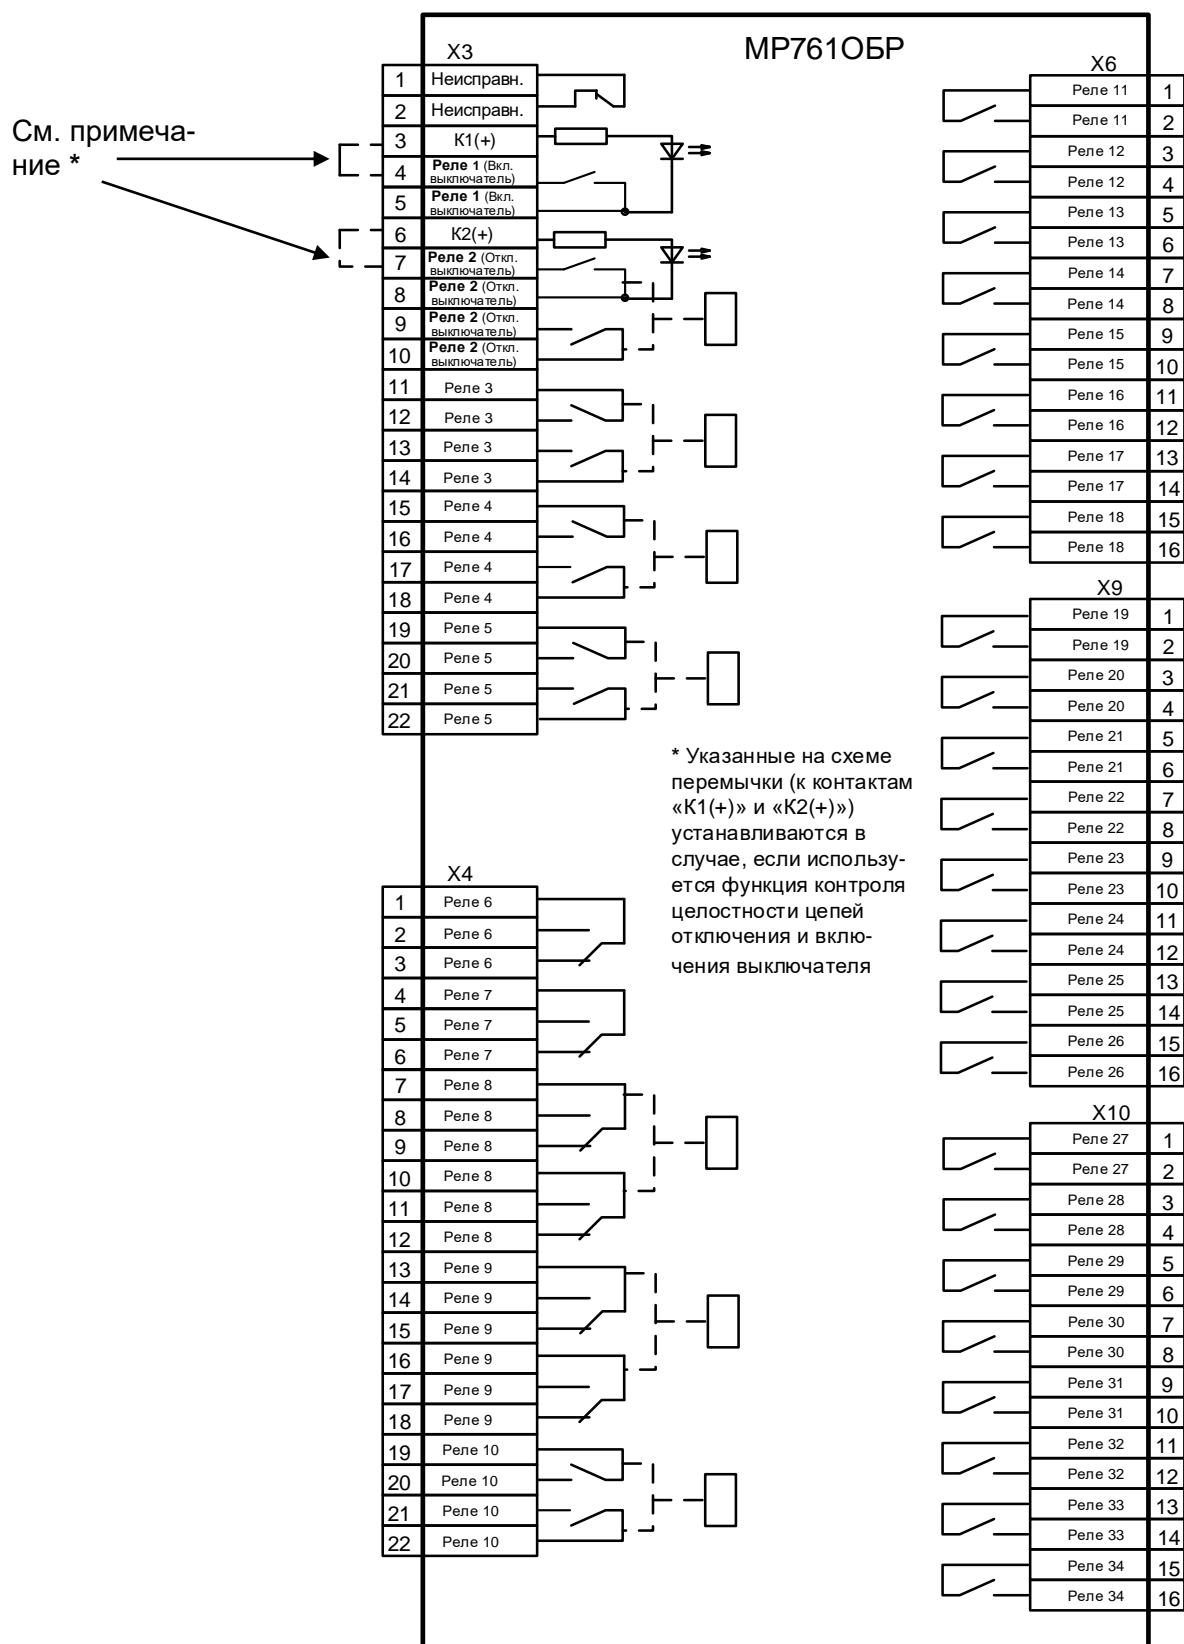 МР761ОБР
См. примеча-
ние *
X3
1 Неисправн.
2 Неисправн.
3 К1(+)
4 Реле 1 (Вкл. выключатель)
5 Реле 1 (Вкл. выключатель)
6 К2(+)
7 Реле 2 (Откл. выключатель)
8 Реле 2 (Откл. выключатель)
9 Реле 2 (Откл. выключатель)
10 Реле 2 (Откл. выключатель)
11 Реле 3
12 Реле 3
13 Реле 3
14 Реле 3
15 Реле 4
16 Реле 4
17 Реле 4
18 Реле 4
19 Реле 5
20 Реле 5
21 Реле 5
22 Реле 5
* Указанные на схеме
перемычки (к контактам
«К1(+)» и «К2(+)»)
устанавливаются в
случае, если использу-
ется функция контроля
целостности цепей
отключения и вклю-
чения выключателя
X4
1 Реле 6
2 Реле 6
3 Реле 6
4 Реле 7
5 Реле 7
6 Реле 7
7 Реле 8
8 Реле 8
9 Реле 8
10 Реле 8
11 Реле 8
12 Реле 8
13 Реле 9
14 Реле 9
15 Реле 9
16 Реле 9
17 Реле 9
18 Реле 9
19 Реле 10
20 Реле 10
21 Реле 10
22 Реле 10
X6
Реле 11 1
Реле 11 2
Реле 12 3
Реле 12 4
Реле 13 5
Реле 13 6
Реле 14 7
Реле 14 8
Реле 15 9
Реле 15 10
Реле 16 11
Реле 16 12
Реле 17 13
Реле 17 14
Реле 18 15
Реле 18 16
X9
Реле 19 1
Реле 19 2
Реле 20 3
Реле 20 4
Реле 21 5
Реле 21 6
Реле 22 7
Реле 22 8
Реле 23 9
Реле 23 10
Реле 24 11
Реле 24 12
Реле 25 13
Реле 25 14
Реле 26 15
Реле 26 16
X10
Реле 27 1
Реле 27 2
Реле 28 3
Реле 28 4
Реле 29 5
Реле 29 6
Реле 30 7
Реле 30 8
Реле 31 9
Реле 31 10
Реле 32 11
Реле 32 12
Реле 33 13
Реле 33 14
Реле 34 15
Реле 34 16